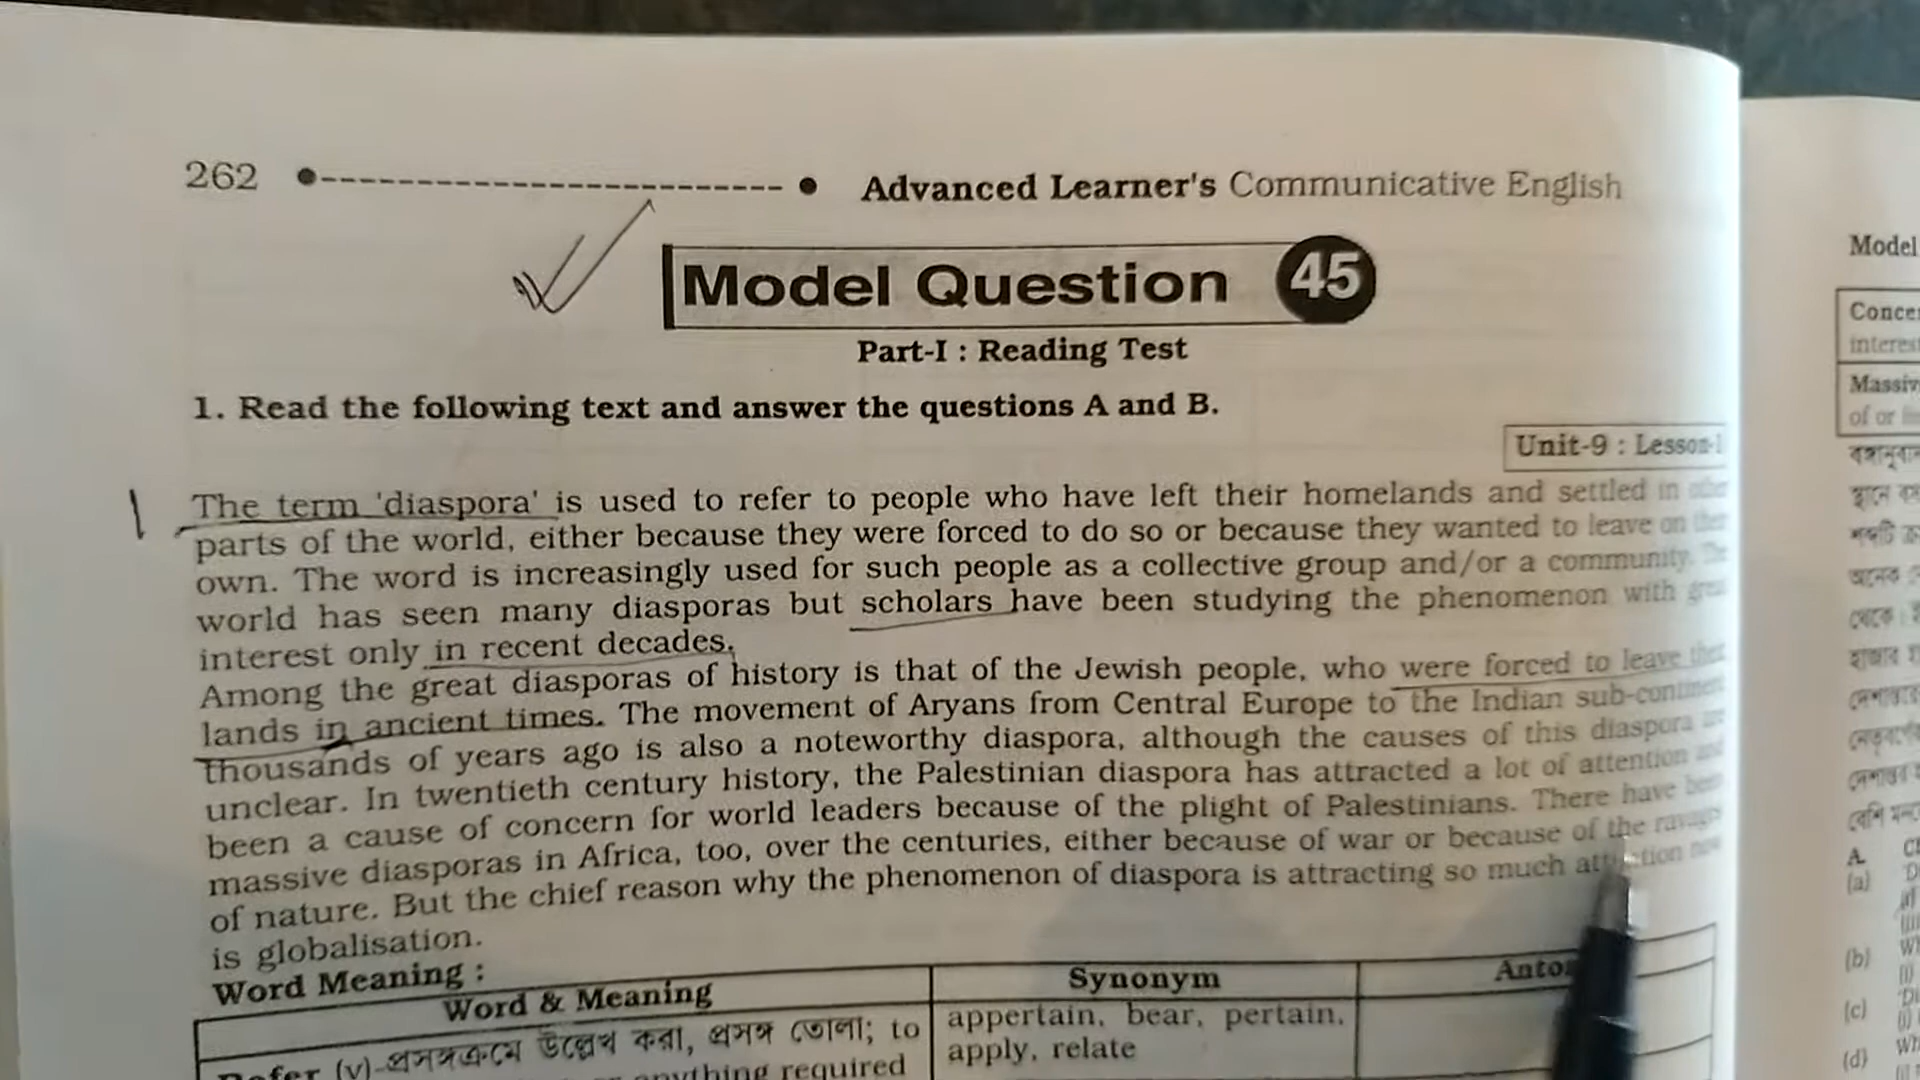 262
Advanced Learner's Communicative English
Model Question 45
Part-I : Reading Test
1. Read the following text and answer the questions A and B.
Unit-9 : Lesson-1
The term 'diaspora' is used to refer to people who have left their homelands and settled in other
parts of the world, either because they were forced to do so or because they wanted to leave on their
own. The word is increasingly used for such people as a collective group and/or a community. The
world has seen many diasporas but scholars have been studying the phenomenon with great
interest only in recent decades.
Among the great diasporas of history is that of the Jewish people, who were forced to leave their
lands in ancient times. The movement of Aryans from Central Europe to the Indian sub-continent
thousands of years ago is also a noteworthy diaspora, although the causes of this diaspora are
unclear. In twentieth century history, the Palestinian diaspora has attracted a lot of attention and
been a cause of concern for world leaders because of the plight of Palestinians. There have been
massive diasporas in Africa, too, over the centuries, either because of war or because of the ravages
of nature. But the chief reason why the phenomenon of diaspora is attracting so much attention now
is globalisation.
Word Meaning :
Word & Meaning
Synonym
Refer (v)-প্রসঙ্গক্রমে উল্লেখ করা, প্রসঙ্গ তোলা; to
anything required
appertain, bear, pertain,
apply, relate
Model
A.
(a)
(b)
(c)
(d)